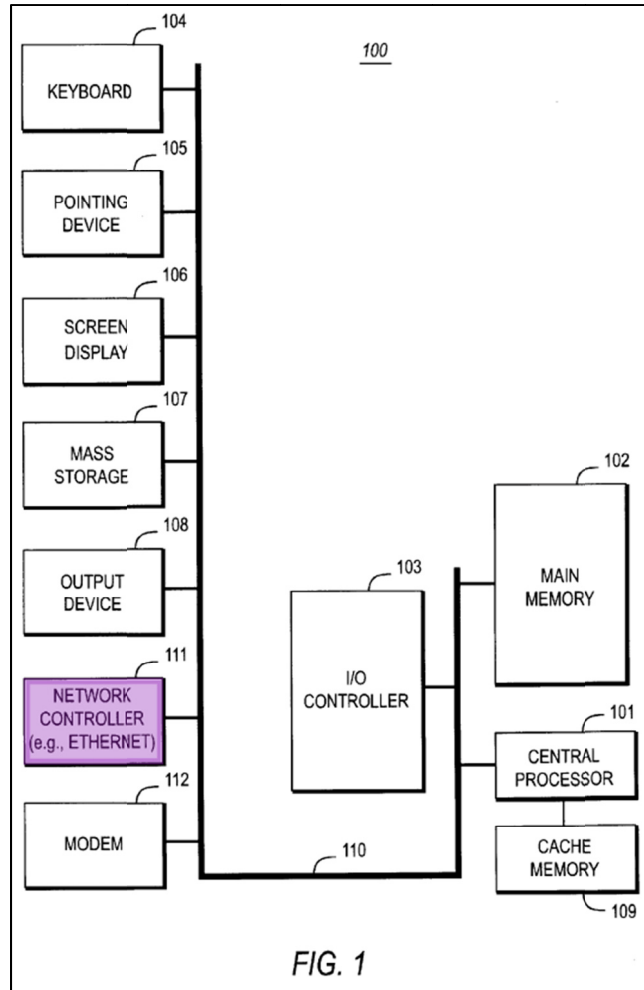 100
104
KEYBOARD
105
POINTING
DEVICE
106
SCREEN
DISPLAY
107
MASS
STORAGE
108
OUTPUT
DEVICE
111
NETWORK
CONTROLLER
(e.g., ETHERNET)
112
MODEM
110
103
I/O
CONTROLLER
102
MAIN
MEMORY
101
CENTRAL
PROCESSOR
CACHE
MEMORY
109
FIG. 1